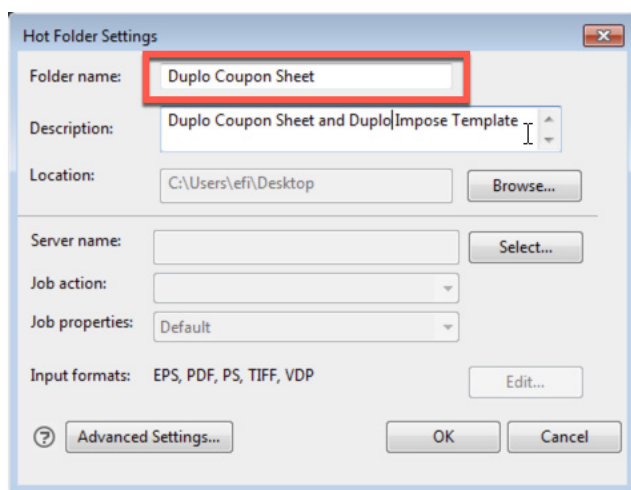 Hot Folder Settings
Folder name: Duplo Coupon Sheet
Description: Duplo Coupon Sheet and Duplo Impose Template
Location: C:\Users\efi\Desktop Browse...
Server name: Select...
Job action:
Job properties: Default
Input formats: EPS, PDF, PS, TIFF, VDP Edit...
? Advanced Settings... OK Cancel